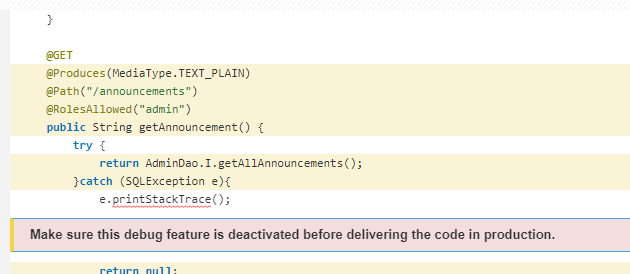 }
@GET
@Produces(MediaType.TEXT_PLAIN)
@Path("/announcements")
@RolesAllowed("admin")
public String getAnnouncement() {
try {
return AdminDao.I.getAllAnnouncements();
}catch (SQLException e){
e.printStackTrace();
Make sure this debug feature is deactivated before delivering the code in production.
return null;